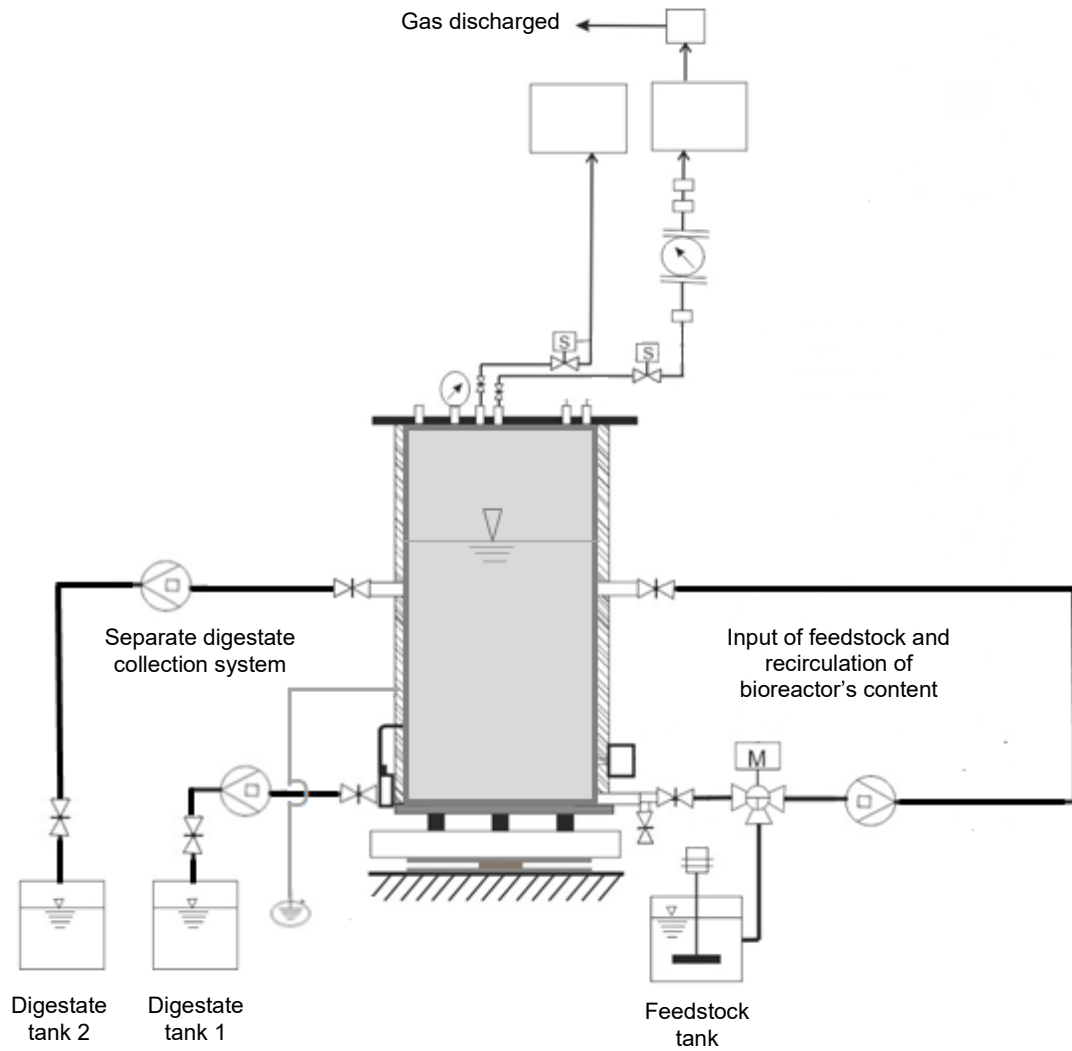 Gas discharged
S
S
Separate digestate
collection system
Input of feedstock and
recirculation of
bioreactor's content
M
Digestate
tank 2
Digestate
tank 1
Feedstock
tank